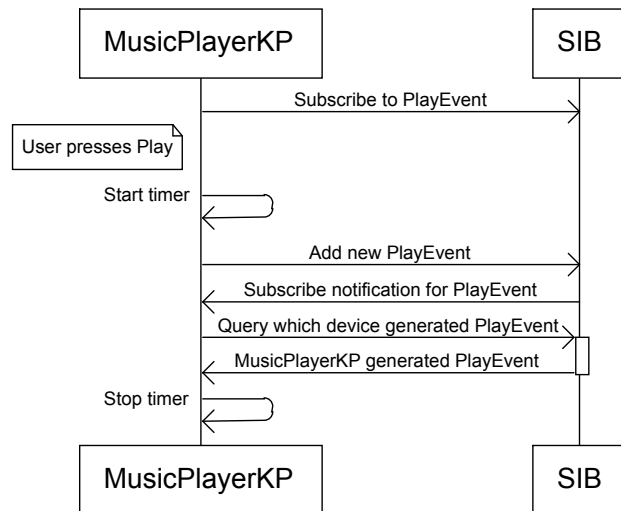 MusicPlayerKP
SIB
Subscribe to PlayEvent
User presses Play
Start timer
Add new PlayEvent
Subscribe notification for PlayEvent
Query which device generated PlayEvent
MusicPlayerKP generated PlayEvent
Stop timer
MusicPlayerKP
SIB